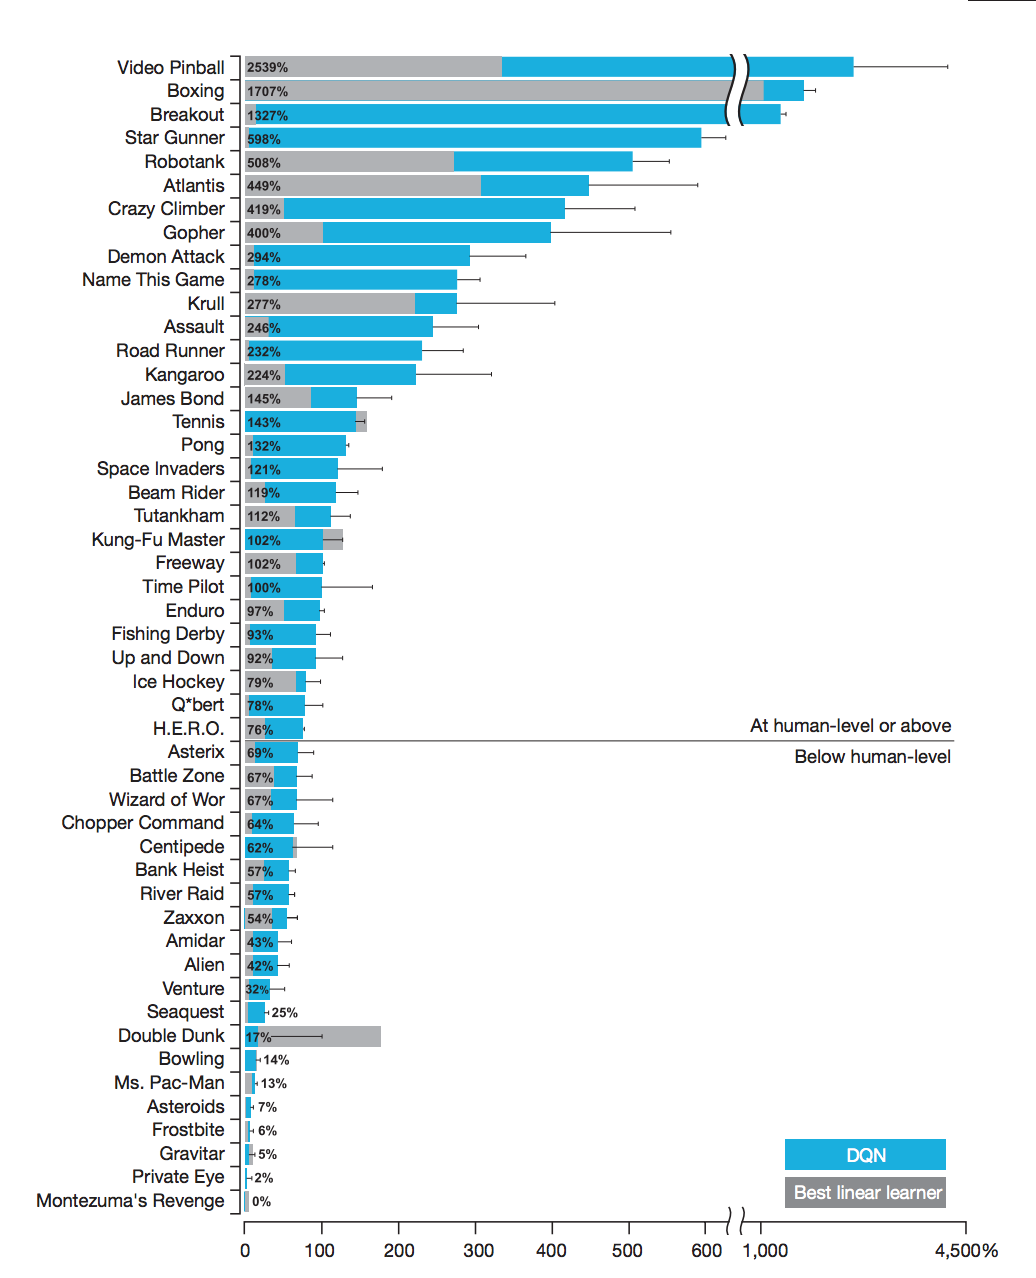 Video Pinball 2539%
Boxing 1707%
Breakout 1327%
Star Gunner 598%
Robotank 508%
Atlantis 449%
Crazy Climber 419%
Gopher 400%
Demon Attack 294%
Name This Game 278%
Krull 277%
Assault 246%
Road Runner 232%
Kangaroo 224%
James Bond 145%
Tennis 143%
Pong 132%
Space Invaders 121%
Beam Rider 119%
Tutankham 112%
Kung-Fu Master 102%
Freeway 102%
Time Pilot 100%
Enduro 97%
Fishing Derby 93%
Up and Down 92%
Ice Hockey 79%
Q*bert 78%
H.E.R.O. 76%
At human-level or above
Asterix 69%
Below human-level
Battle Zone 67%
Wizard of Wor 67%
Chopper Command 64%
Centipede 62%
Bank Heist 57%
River Raid 57%
Zaxxon 54%
Amidar 43%
Alien 42%
Venture 32%
Seaquest 25%
Double Dunk 17%
Bowling 14%
Ms. Pac-Man 13%
Asteroids 7%
Frostbite 6%
Gravitar 5%
Private Eye 2%
Montezuma's Revenge 0%
DQN
Best linear learner
0 100 200 300 400 500 600 1,000 4,500%